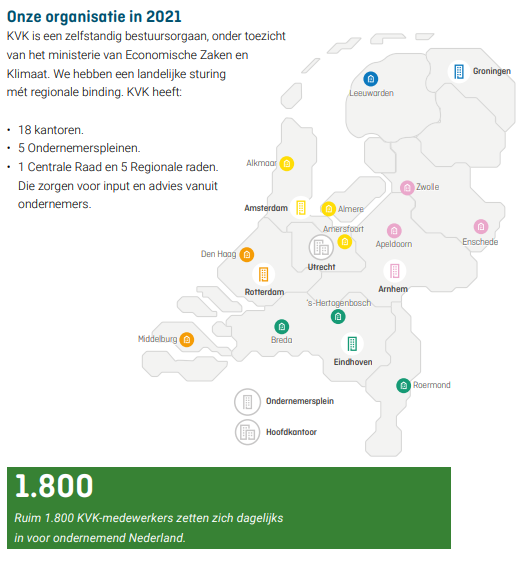 Onze organisatie in 2021
KVK is een zelfstandig bestuursorgaan, onder toezicht
van het ministerie van Economische Zaken en
Klimaat. We hebben een landelijke sturing
mét regionale binding. KVK heeft:
• 18 kantoren.
• 5 Ondernemerspleinen.
• 1 Centrale Raad en 5 Regionale raden.
Die zorgen voor input en advies vanuit
ondernemers.
Groningen
Leeuwarden
Alkmaar
Zwolle
Amsterdam
Almere
Amersfoort
Apeldoorn
Enschede
Den Haag
Utrecht
Rotterdam
Arnhem
's-Hertogenbosch
Middelburg
Breda
Eindhoven
Roermond
Ondernemersplein
Hoofdkantoor
1.800
Ruim 1.800 KVK-medewerkers zetten zich dagelijks
in voor ondernemend Nederland.